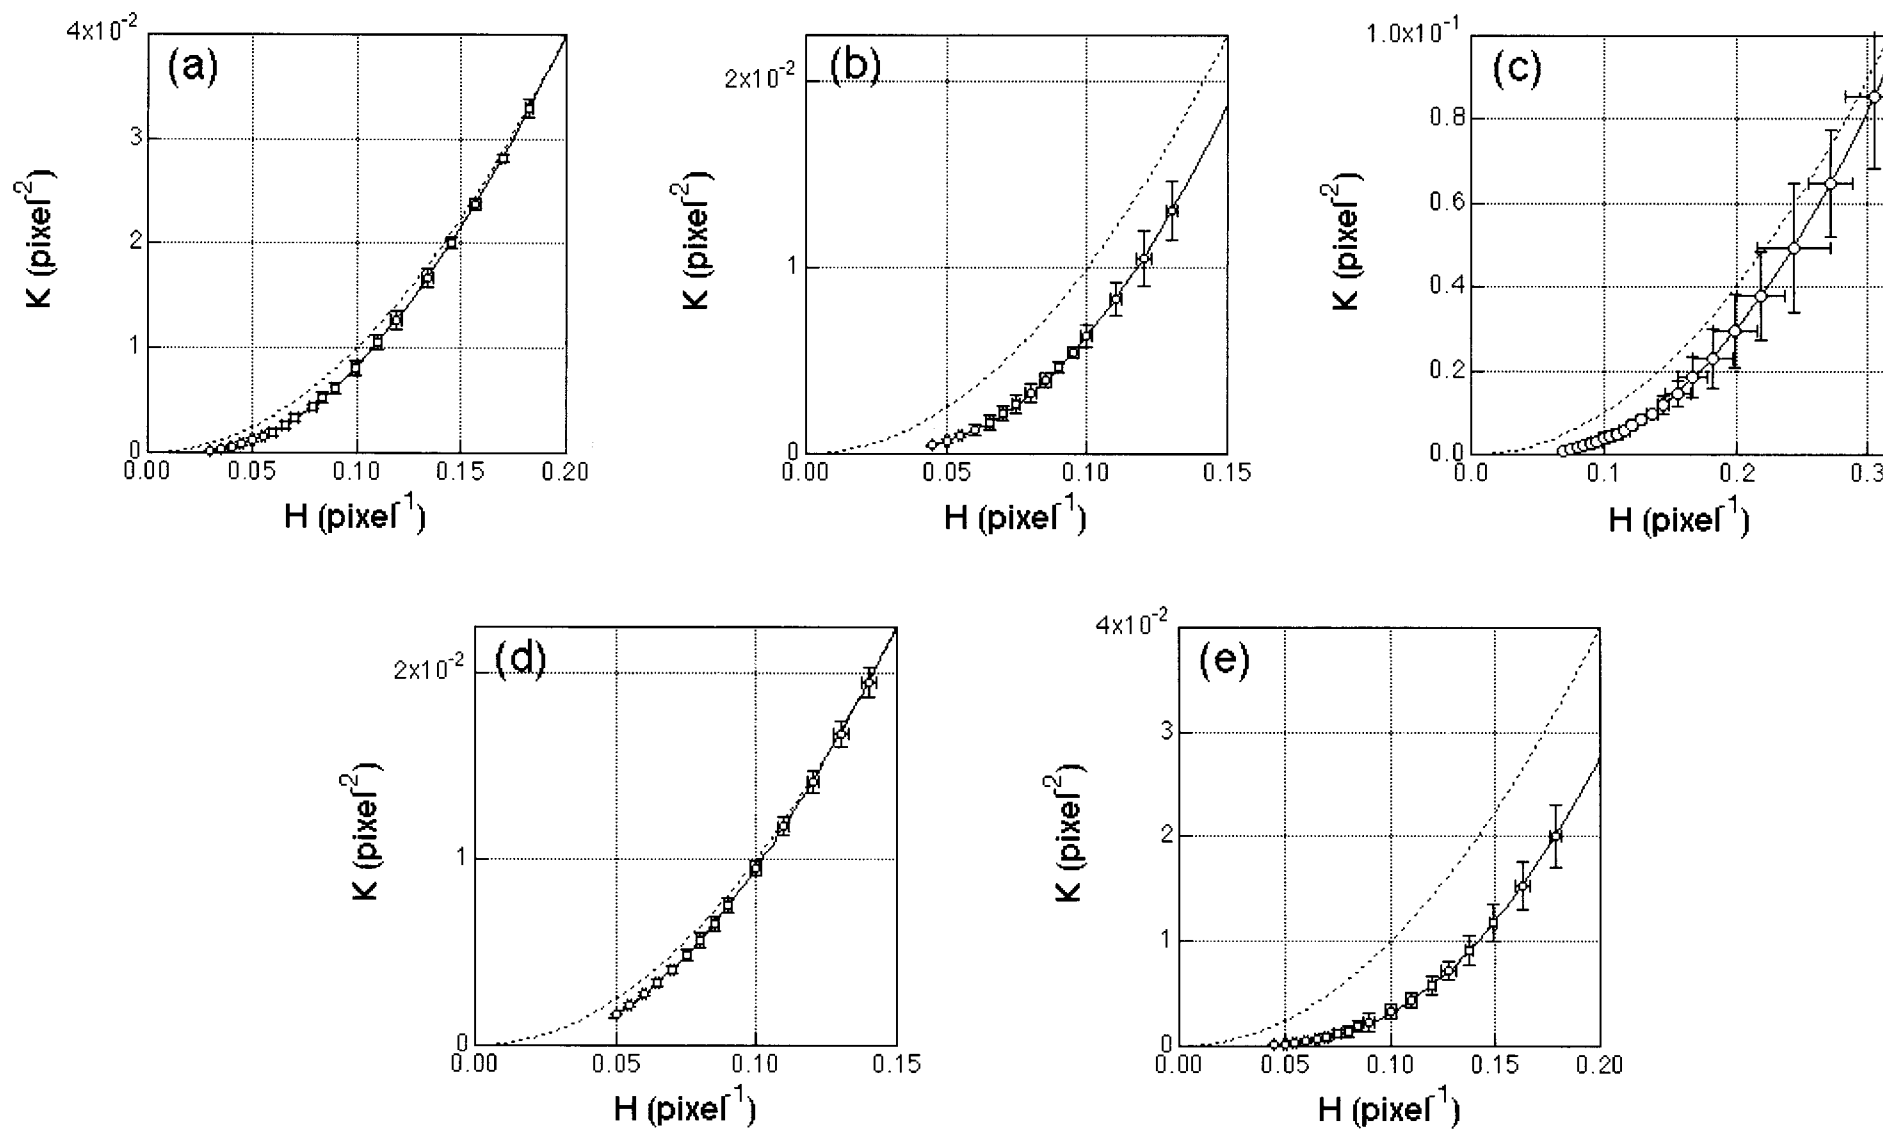 (a)
4x10^-2
3
2
1
0
K (pixel^-2)
0.00 0.05 0.10 0.15 0.20
H (pixel^-1)
(b)
2x10^-2
1
0
K (pixel^-2)
0.00 0.05 0.10 0.15
H (pixel^-1)
(c)
1.0x10^-1
0.8
0.6
0.4
0.2
0.0
K (pixel^-2)
0.0 0.1 0.2 0.3
H (pixel^-1)
(d)
2x10^-2
1
0
K (pixel^-2)
0.00 0.05 0.10 0.15
H (pixel^-1)
(e)
4x10^-2
3
2
1
0
K (pixel^-2)
0.00 0.05 0.10 0.15 0.20
H (pixel^-1)